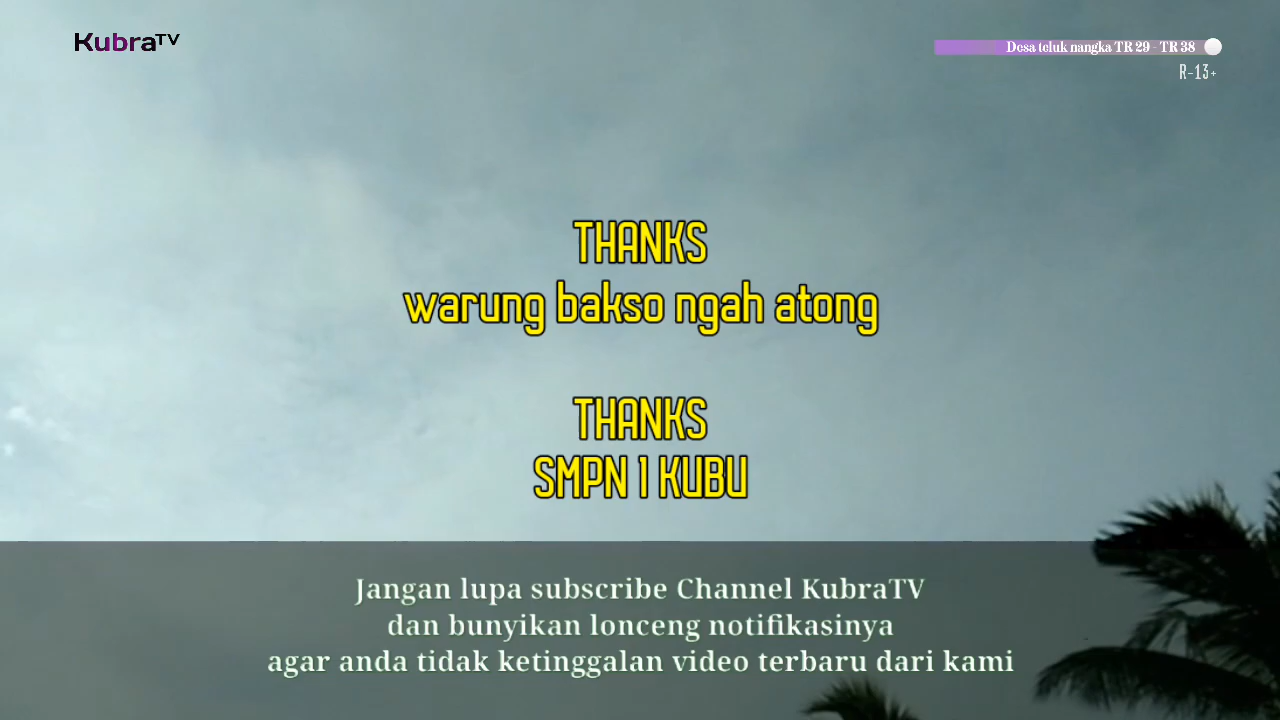 KubraTV
Desa teluk nangka TR 29 - TR 38
R-13+
THANKS
warung bakso ngah atong
THANKS
SMPN 1 KUBU
Jangan lupa subscribe Channel KubraTV
dan bunyikan lonceng notifikasinya
agar anda tidak ketinggalan video terbaru dari kami